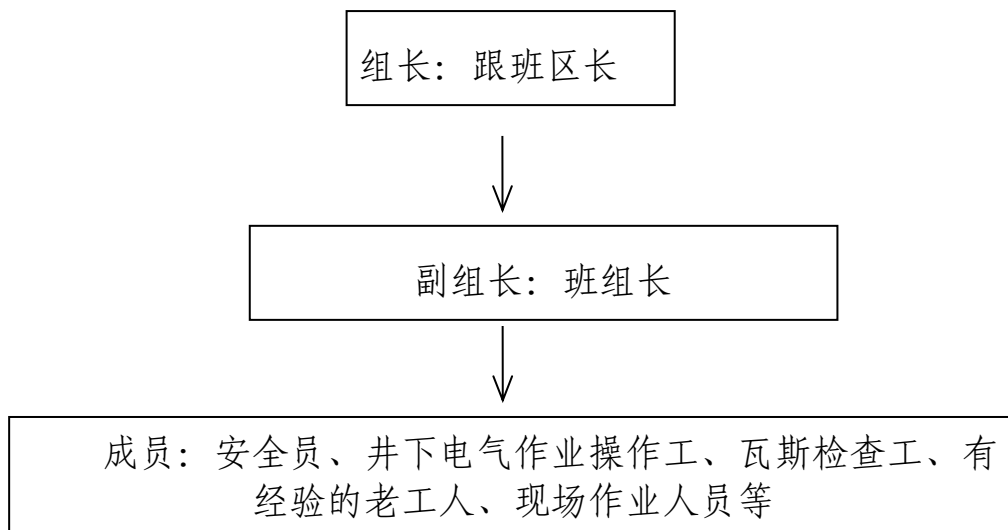 组长：跟班区长
副组长：班组长
成员：安全员、井下电气作业操作工、瓦斯检查工、有
经验的老工人、现场作业人员等